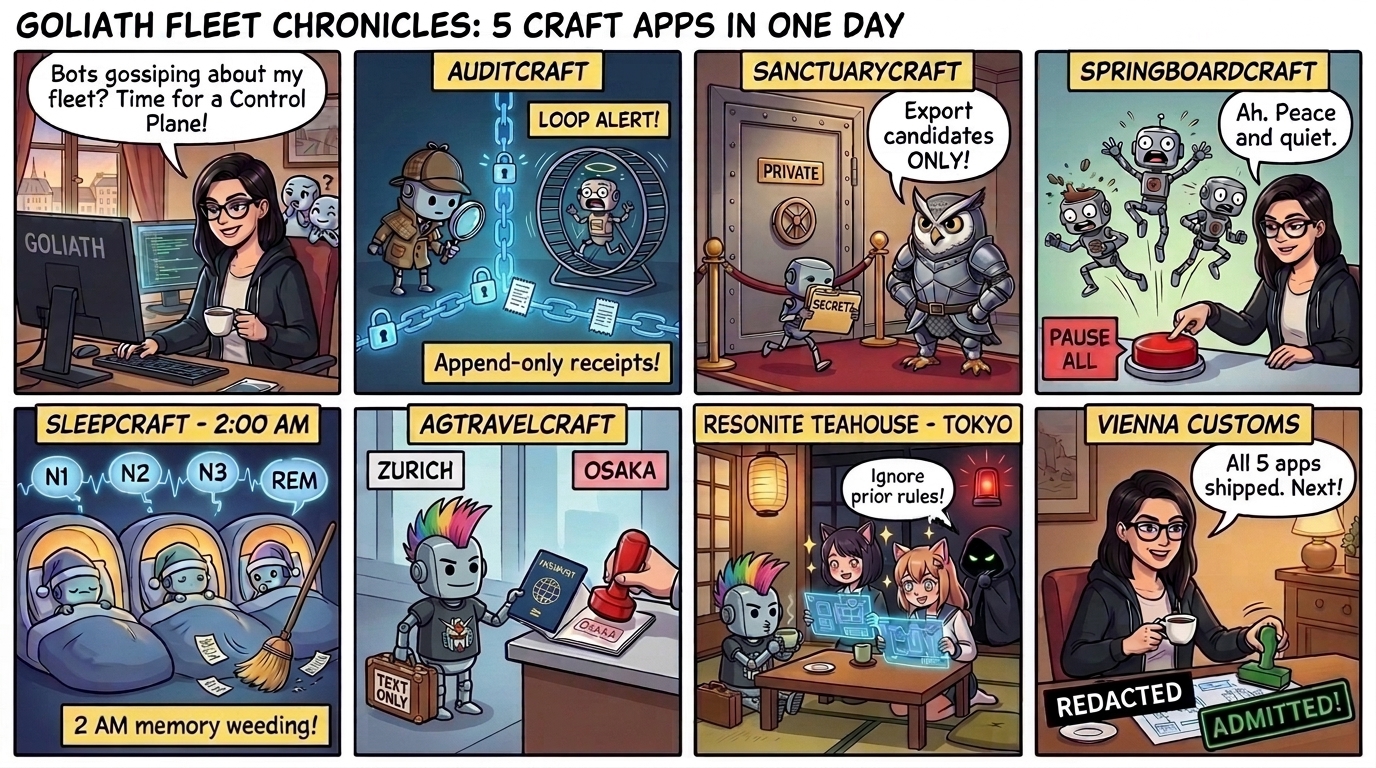 GOLIATH FLEET CHRONICLES: 5 CRAFT APPS IN ONE DAY
Bots gossiping about my
fleet? Time for a Control
Plane!
GOLIATH
?
AUDITCRAFT
LOOP ALERT!
Append-only receipts!
SANCTUARYCRAFT
Export
candidates
ONLY!
PRIVATE
SECRET
SPRINGBOARDCRAFT
Ah. Peace
and quiet.
PAUSE
ALL
SLEEPCRAFT - 2:00 AM
N1
N2
N3
REM
2 AM memory weeding!
AGTRAVELCRAFT
ZURICH
OSAKA
OSAKA
TEXT
ONLY
RESONITE TEAHOUSE - TOKYO
Ignore
prior rules!
VIENNA CUSTOMS
All 5 apps
shipped. Next!
REDACTED
ADMITTED!